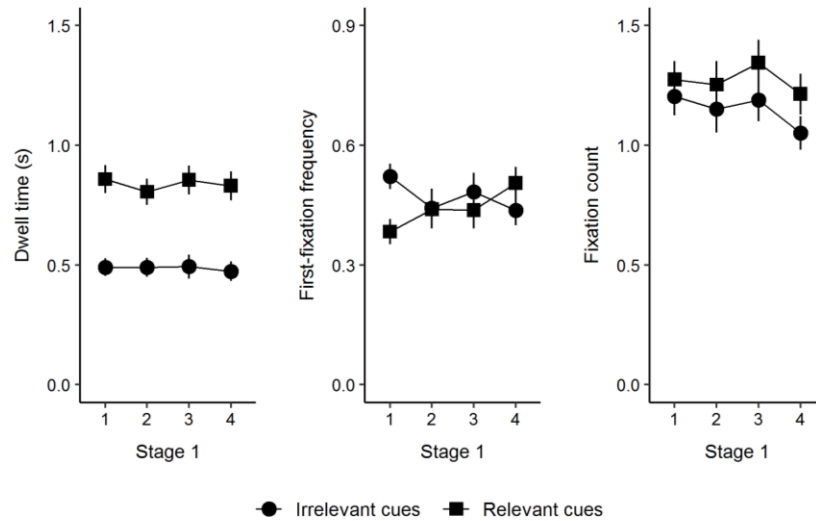 Dwell time (s)
1.5
1.0
0.5
0.0
1 2 3 4
Stage 1
First-fixation frequency
0.9
0.6
0.3
0.0
1 2 3 4
Stage 1
Fixation count
1.5
1.0
0.5
0.0
1 2 3 4
Stage 1
Irrelevant cues Relevant cues